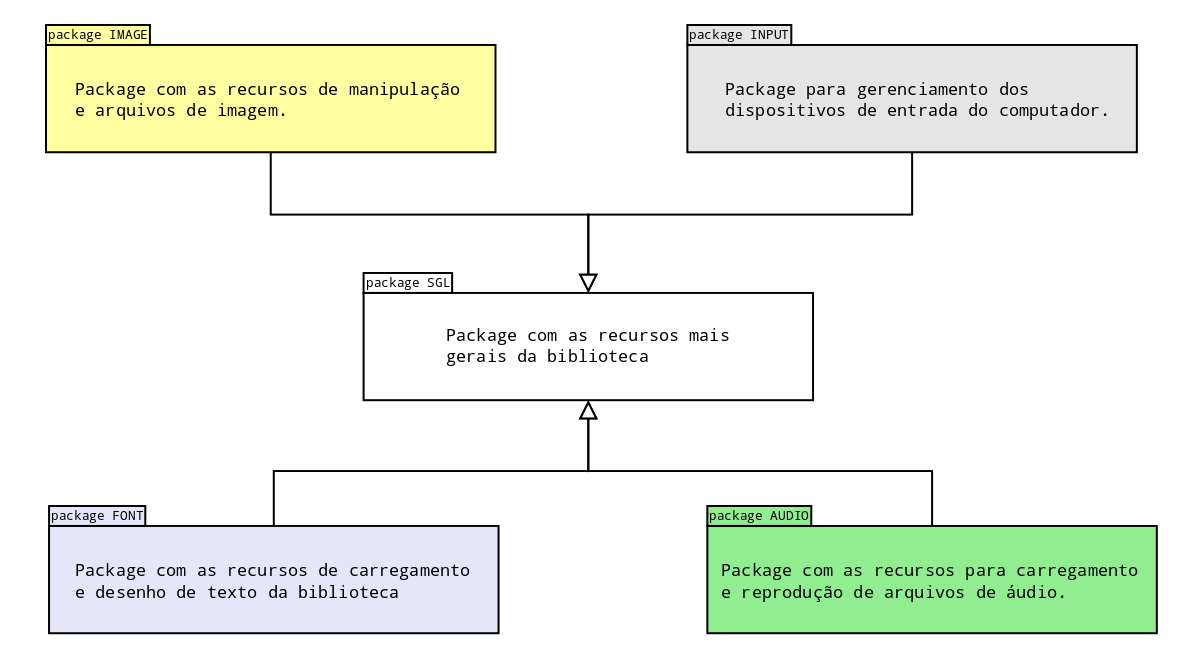 package IMAGE
Package com as recursos de manipulação
e arquivos de imagem.
package INPUT
Package para gerenciamento dos
dispositivos de entrada do computador.
package SGL
Package com as recursos mais
gerais da biblioteca
package FONT
Package com as recursos de carregamento
e desenho de texto da biblioteca
package AUDIO
Package com as recursos para carregamento
e reprodução de arquivos de áudio.